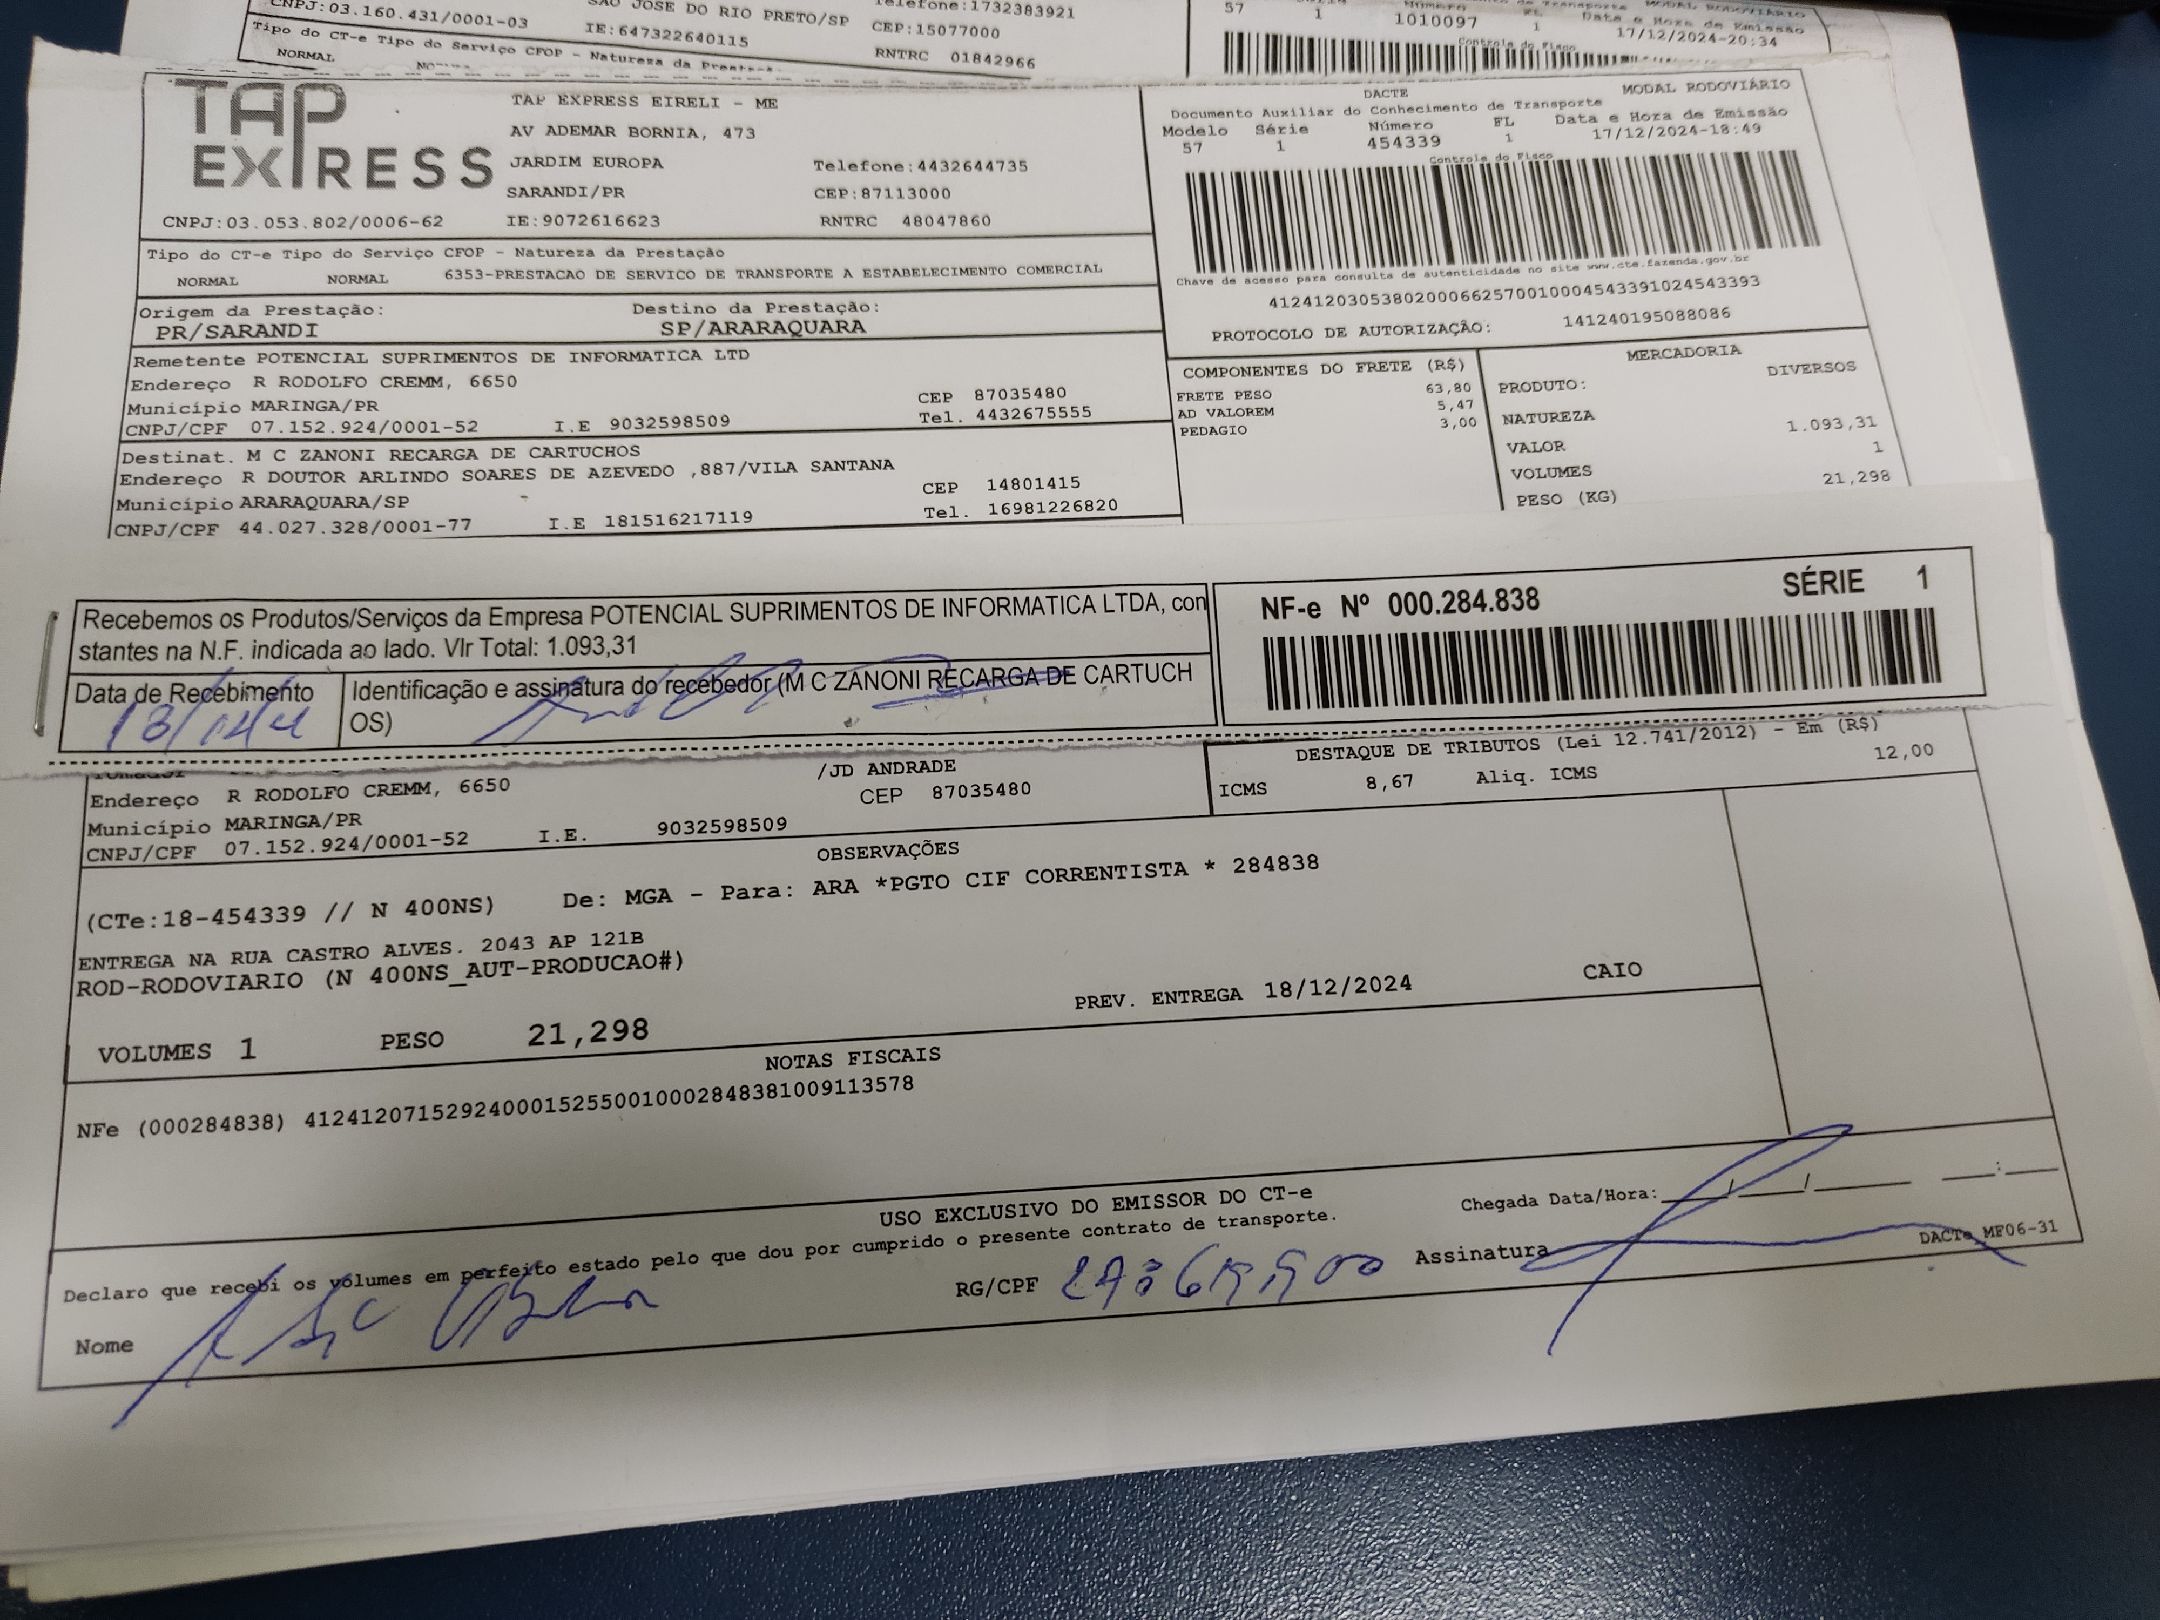 CNPJ:03.160.431/0001-03
SAO JOSE DO RIO PRETO/SP
Telefone:1732383921
IE:647322640115
CEP:15077000
Tipo do CT-e Tipo do Serviço CFOP - Natureza da
RNTRC 01842966
NORMAL
MODAL RODOVIÁRIO
Número
FL
Data e Hora de Emissão
57 1 1010097 1 17/12/2024-20:34
Controle do Fisco
TAP EXPRESS
TAP EXPRESS EIRELI - ME
AV ADEMAR BORNIA, 473
JARDIM EUROPA
Telefone:4432644735
SARANDI/PR
CEP:87113000
CNPJ:03.053.802/0006-62
IE:9072616623
RNTRC 48047860
DACTE
MODAL RODOVIÁRIO
Documento Auxiliar do Conhecimento de Transporte
Modelo Série Número FL Data e Hora de Emissão
57 1 454339 1 17/12/2024-18:49
Controle do Fisco
Chave de acesso para consulta de autenticidade no site www.cte.fazenda.gov.br
41241203053802000662570010004543391024543393
PROTOCOLO DE AUTORIZAÇÃO: 141240195088086
Tipo do CT-e Tipo do Serviço CFOP - Natureza da Prestação
NORMAL NORMAL 6353-PRESTACAO DE SERVICO DE TRANSPORTE A ESTABELECIMENTO COMERCIAL
Origem da Prestação: Destino da Prestação:
PR/SARANDI SP/ARARAQUARA
Remetente POTENCIAL SUPRIMENTOS DE INFORMATICA LTD
Endereço R RODOLFO CREMM, 6650
Município MARINGA/PR CEP 87035480
CNPJ/CPF 07.152.924/0001-52 I.E 9032598509 Tel. 4432675555
Destinat. M C ZANONI RECARGA DE CARTUCHOS
Endereço R DOUTOR ARLINDO SOARES DE AZEVEDO ,887/VILA SANTANA
Município ARARAQUARA/SP CEP 14801415
CNPJ/CPF 44.027.328/0001-77 I.E 181516217119 Tel. 16981226820
COMPONENTES DO FRETE (R$)
FRETE PESO 63,80
AD VALOREM 5,47
PEDAGIO 3,00
MERCADORIA
PRODUTO: DIVERSOS
NATUREZA
VALOR 1.093,31
VOLUMES 1
PESO (KG) 21,298
Recebemos os Produtos/Serviços da Empresa POTENCIAL SUPRIMENTOS DE INFORMATICA LTDA, con
stantes na N.F. indicada ao lado. Vlr Total: 1.093,31
Data de Recebimento
Identificação e assinatura do recebedor (M C ZANONI RECARGA DE CARTUCH
OS)
NF-e Nº 000.284.838 SÉRIE 1
/JD ANDRADE
Endereço R RODOLFO CREMM, 6650 CEP 87035480
Município MARINGA/PR
CNPJ/CPF 07.152.924/0001-52 I.E. 9032598509
DESTAQUE DE TRIBUTOS (Lei 12.741/2012) - Em (R$)
ICMS 8,67 Aliq. ICMS 12,00
OBSERVAÇÕES
(CTe:18-454339 // N 400NS) De: MGA - Para: ARA *PGTO CIF CORRENTISTA * 284838
ENTREGA NA RUA CASTRO ALVES. 2043 AP 121B
ROD-RODOVIARIO (N 400NS_AUT-PRODUCAO#)
PREV. ENTREGA 18/12/2024 CAIO
VOLUMES 1 PESO 21,298
NOTAS FISCAIS
NFe (000284838) 41241207152924000152550010002848381009113578
USO EXCLUSIVO DO EMISSOR DO CT-e
Declaro que recebi os volumes em perfeito estado pelo que dou por cumprido o presente contrato de transporte.
Chegada Data/Hora:___/___/___ __:__
Nome
RG/CPF
Assinatura
DACTe MF06-31